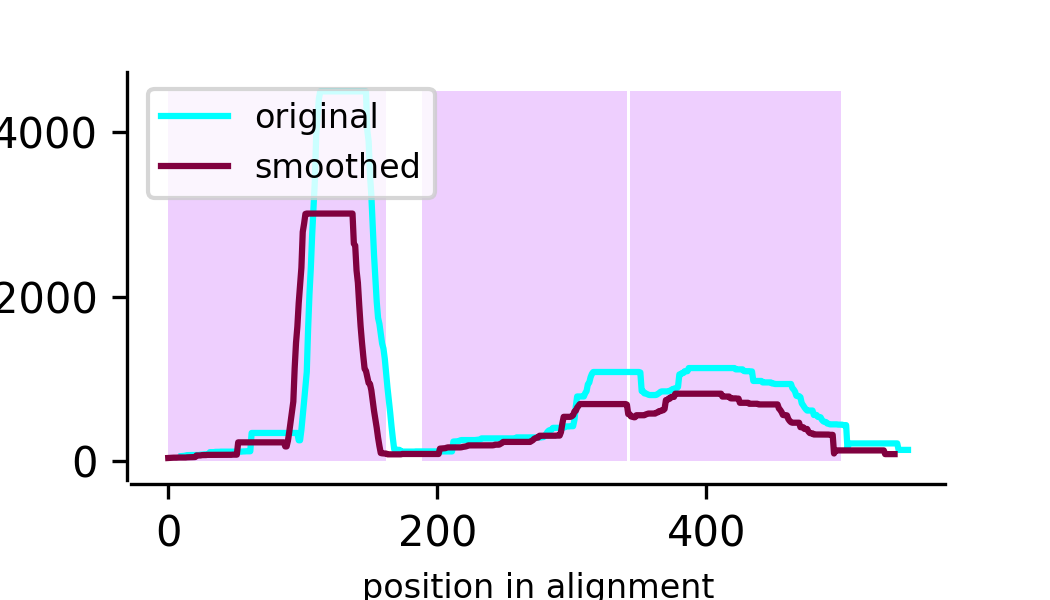 original
smoothed
4000
2000
0
0 200 400
position in alignment